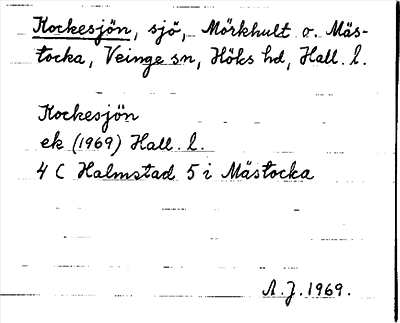 Kockesjön, sjö, Mörkhult o. Mäs-
tocka, Veinge sn, Höks hd, Hall. l.
Kockesjön
ek (1969) Hall. l.
4 C Halmstad 5 i Mästocka
A.J. 1969.